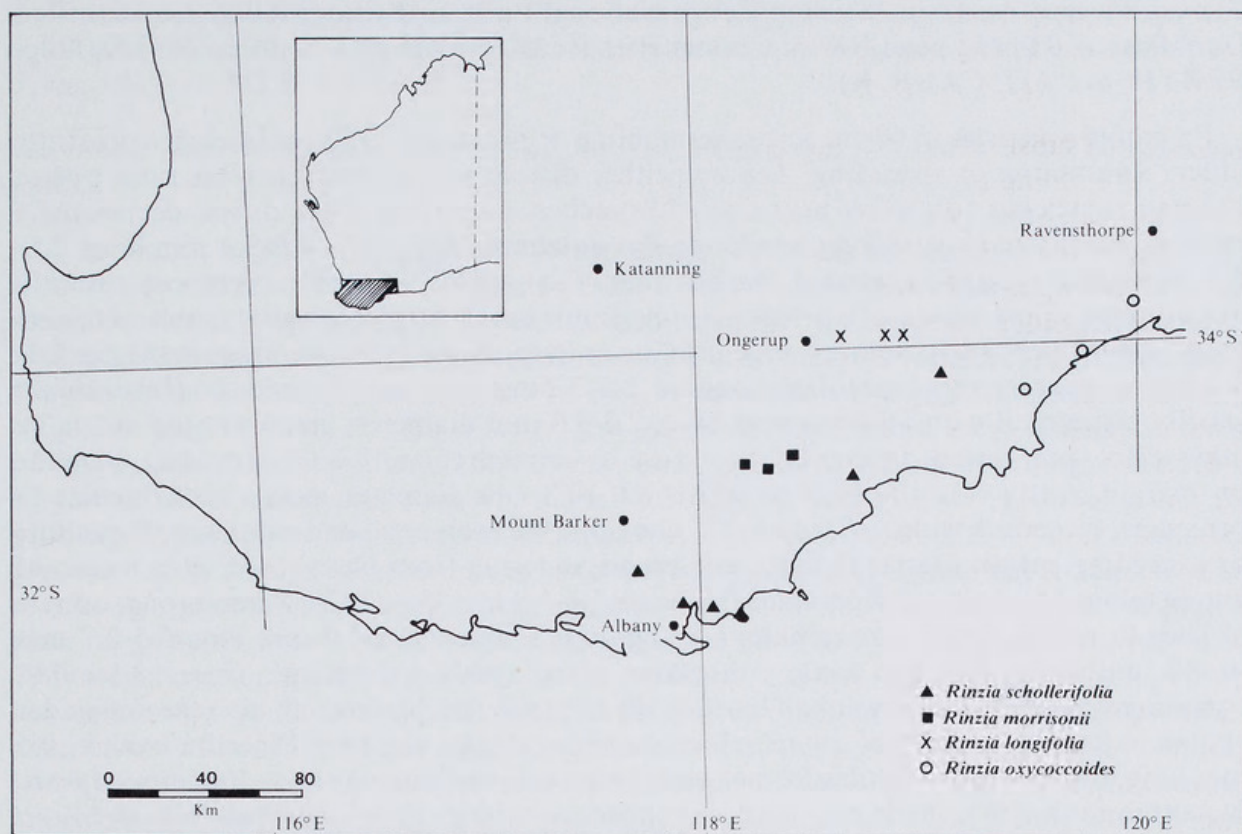 Ravensthorpe
Katanning
Ongerup
X X X
34°S
Mount Barker
32°S
Albany
Rinzia schollerifolia
Rinzia morrisonii
X Rinzia longifolia
Rinzia oxycoccoides
0 40 80
Km
116°E
118°E
120°E